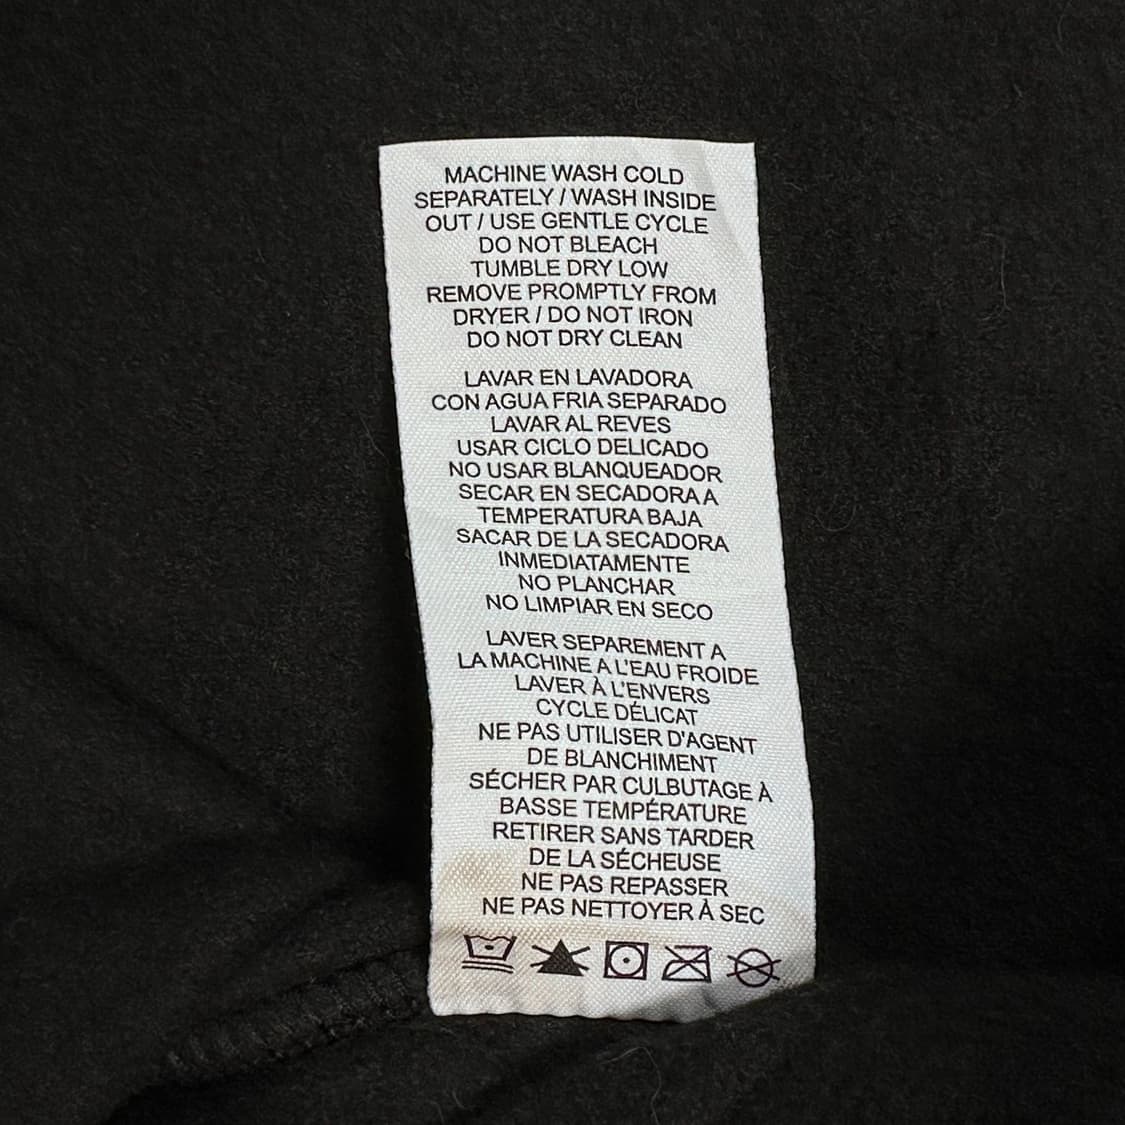 MACHINE WASH COLD
SEPARATELY / WASH INSIDE
OUT / USE GENTLE CYCLE
DO NOT BLEACH
TUMBLE DRY LOW
REMOVE PROMPTLY FROM
DRYER / DO NOT IRON
DO NOT DRY CLEAN
LAVAR EN LAVADORA
CON AGUA FRIA SEPARADO
LAVAR AL REVES
USAR CICLO DELICADO
NO USAR BLANQUEADOR
SECAR EN SECADORA A
TEMPERATURA BAJA
SACAR DE LA SECADORA
INMEDIATAMENTE
NO PLANCHAR
NO LIMPIAR EN SECO
LAVER SEPAREMENT A
LA MACHINE A L'EAU FROIDE
LAVER À L'ENVERS
CYCLE DÉLICAT
NE PAS UTILISER D'AGENT
DE BLANCHIMENT
SÉCHER PAR CULBUTAGE À
BASSE TEMPÉRATURE
RETIRER SANS TARDER
DE LA SÉCHEUSE
NE PAS REPASSER
NE PAS NETTOYER À SEC